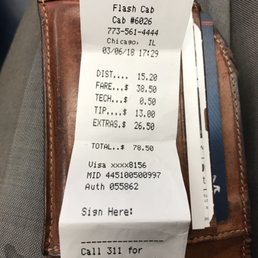 Flash Cab
Cab #6026
773-561-4444
Chicago, IL
03/06/18 17:29
DIST.... 15.20
FARE...$ 38.50
TECH...$ 0.50
TIP....$ 13.00
EXTRAS.$ 26.50
TOTAL..$ 78.50
Visa xxxx8156
MID 445100500997
Auth 055862
Sign Here:
----------
Call 311 for